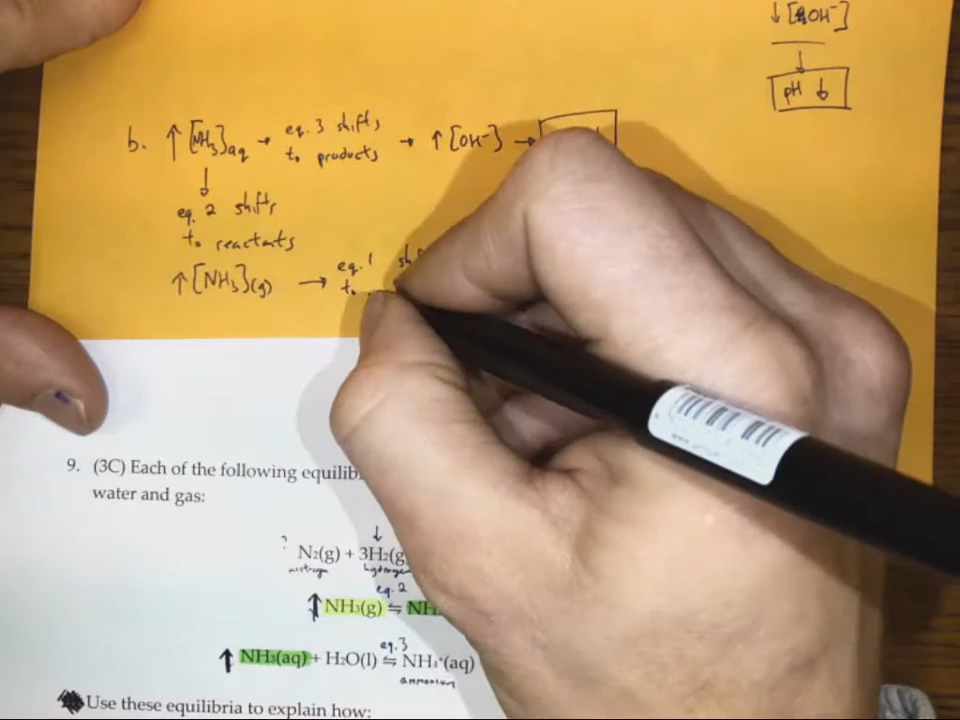 ↓ [OH⁻]
pH ↓
b. ↑ [NH₃]aq → eq. 3 shifts to products → ↑ [OH⁻] →
↓
eq. 2 shifts
to reactants
↑ [NH₃](g) → eq. 1
to
9. (3C) Each of the following
water and gas:
? ↓
N₂(g) + 3H₂(g
nitrogen hydrogen
eq. 2
↑ NH₃(g) ⇌
eq. 3
↑ NH₃(aq) + H₂O(l) ⇌ NH₄⁺(aq)
ammonium
Use these equilibria to explain how: